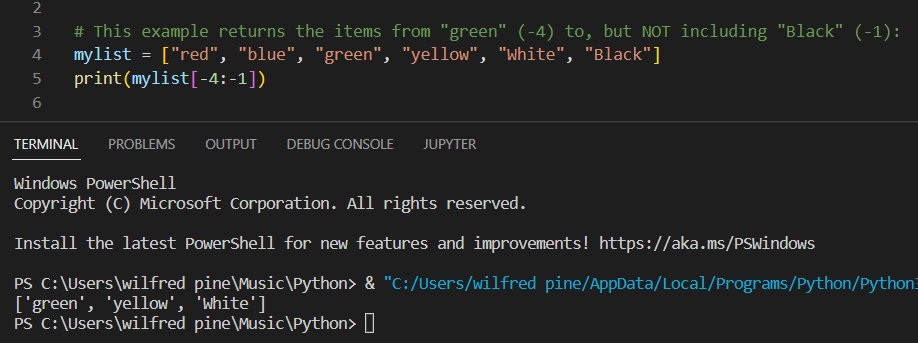 2
3 # This example returns the items from "green" (-4) to, but NOT including "Black" (-1):
4 mylist = ["red", "blue", "green", "yellow", "White", "Black"]
5 print(mylist[-4:-1])
6
TERMINAL PROBLEMS OUTPUT DEBUG CONSOLE JUPYTER
Windows PowerShell
Copyright (C) Microsoft Corporation. All rights reserved.
Install the latest PowerShell for new features and improvements! https://aka.ms/PSWindows
PS C:\Users\wilfred pine\Music\Python> & "C:/Users/wilfred pine/AppData/Local/Programs/Python/Python3
['green', 'yellow', 'White']
PS C:\Users\wilfred pine\Music\Python>